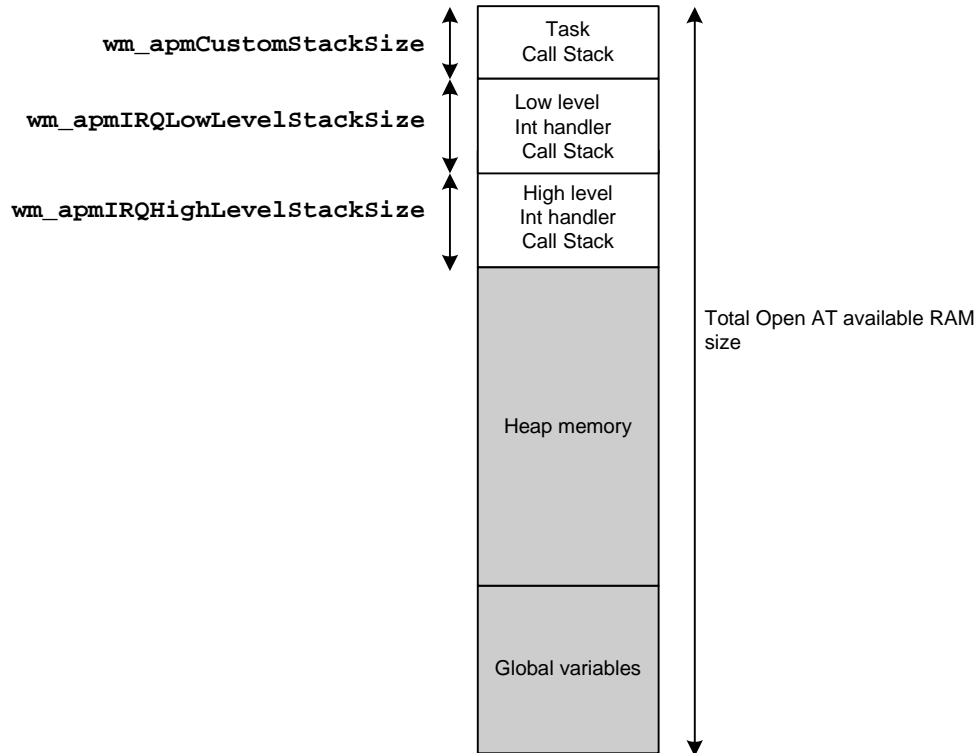 wm_apmCustomStackSize
Task
Call Stack
wm_apmIRQLowLevelStackSize
Low level
Int handler
Call Stack
wm_apmIRQHighLevelStackSize
High level
Int handler
Call Stack
Total Open AT available RAM
size
Heap memory
Global variables